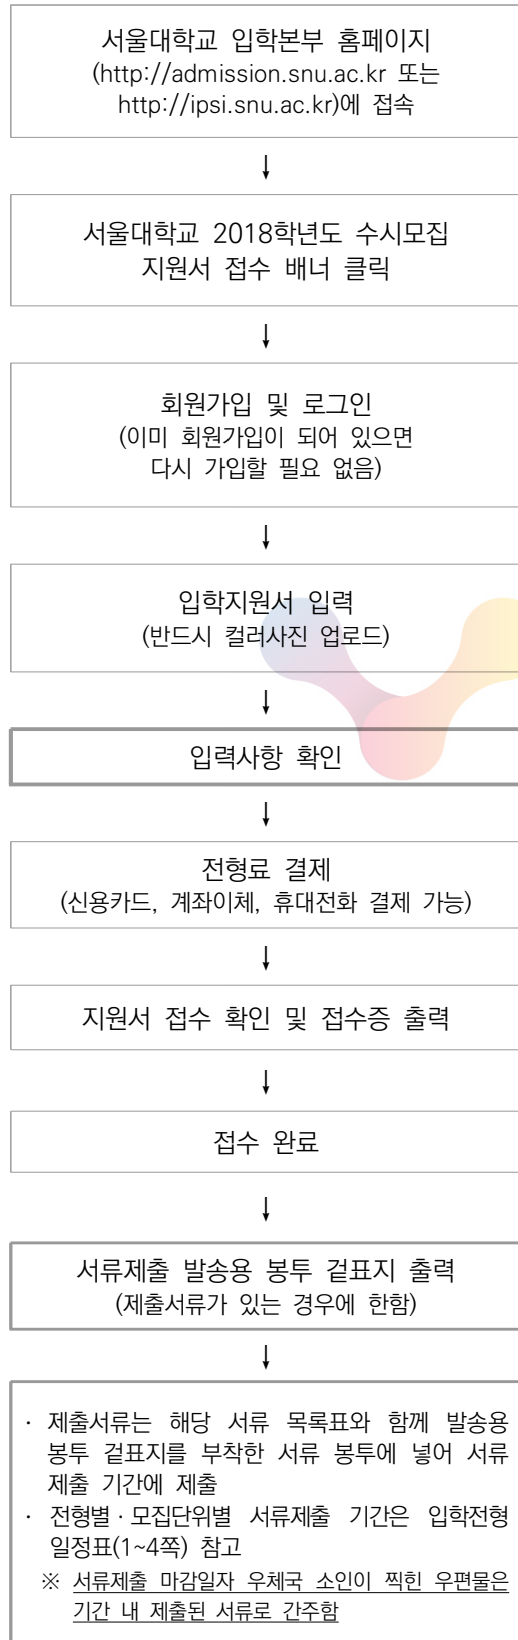 서울대학교 입학본부 홈페이지
(http://admission.snu.ac.kr 또는
http://ipsi.snu.ac.kr)에 접속
↓
서울대학교 2018학년도 수시모집
지원서 접수 배너 클릭
↓
회원가입 및 로그인
(이미 회원가입이 되어 있으면
다시 가입할 필요 없음)
↓
입학지원서 입력
(반드시 컬러사진 업로드)
↓
입력사항 확인
↓
전형료 결제
(신용카드, 계좌이체, 휴대전화 결제 가능)
↓
지원서 접수 확인 및 접수증 출력
↓
접수 완료
↓
서류제출 발송용 봉투 겉표지 출력
(제출서류가 있는 경우에 한함)
↓
· 제출서류는 해당 서류 목록표와 함께 발송용
봉투 겉표지를 부착한 서류 봉투에 넣어 서류
제출 기간에 제출
· 전형별·모집단위별 서류제출 기간은 입학전형
일정표(1~4쪽) 참고
※ 서류제출 마감일자 우체국 소인이 찍힌 우편물은
기간 내 제출된 서류로 간주함